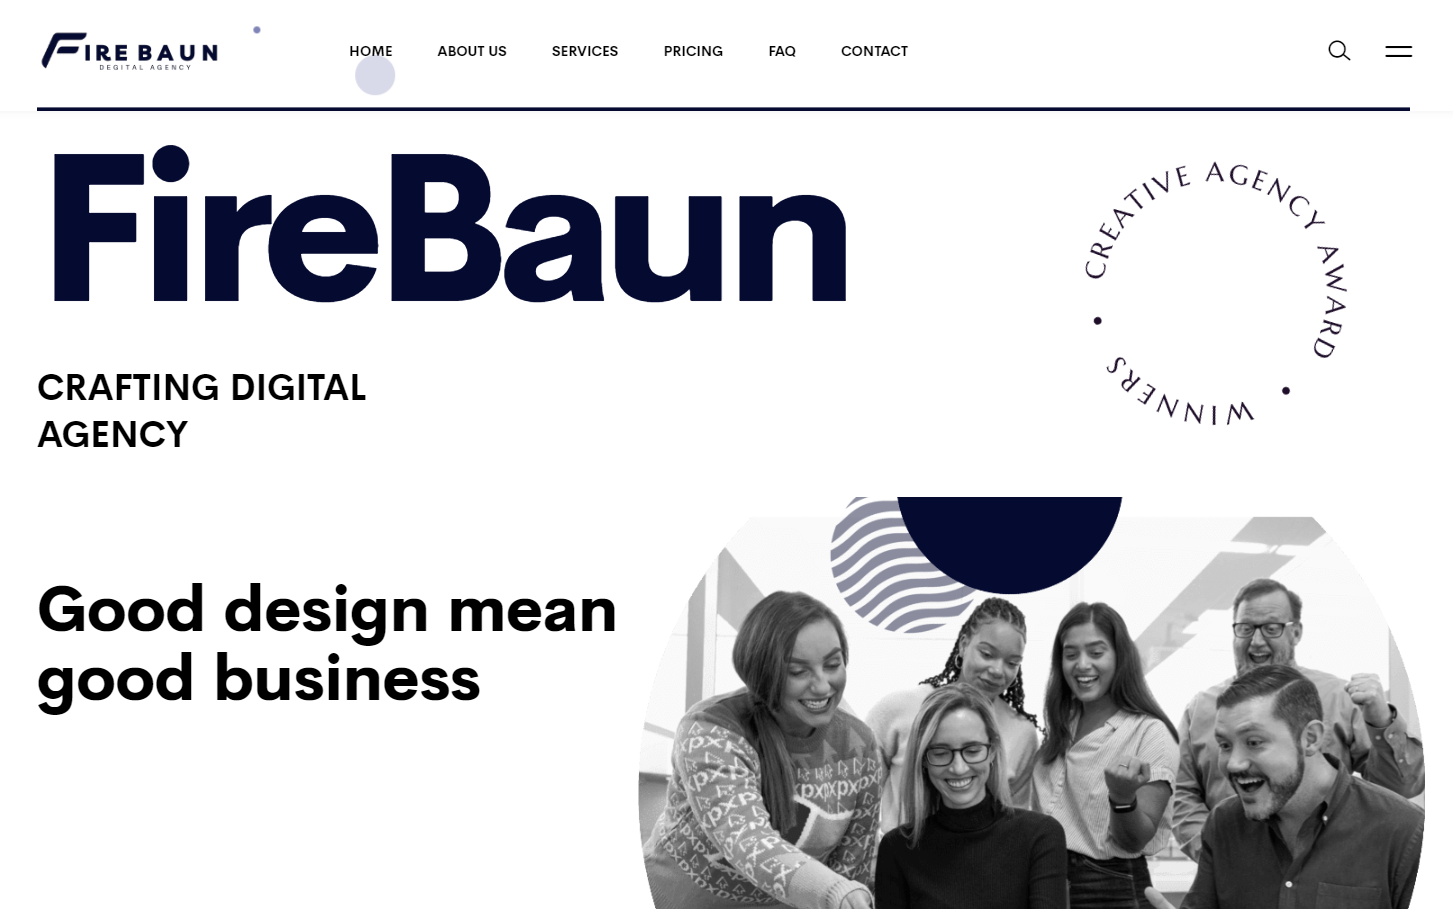 FIRE BAUN
DEGITAL AGENCY
HOME
ABOUT US
SERVICES
PRICING
FAQ
CONTACT
FireBaun
CREATIVE AGENCY AWARD • WINNERS •
CRAFTING DIGITAL
AGENCY
Good design mean
good business